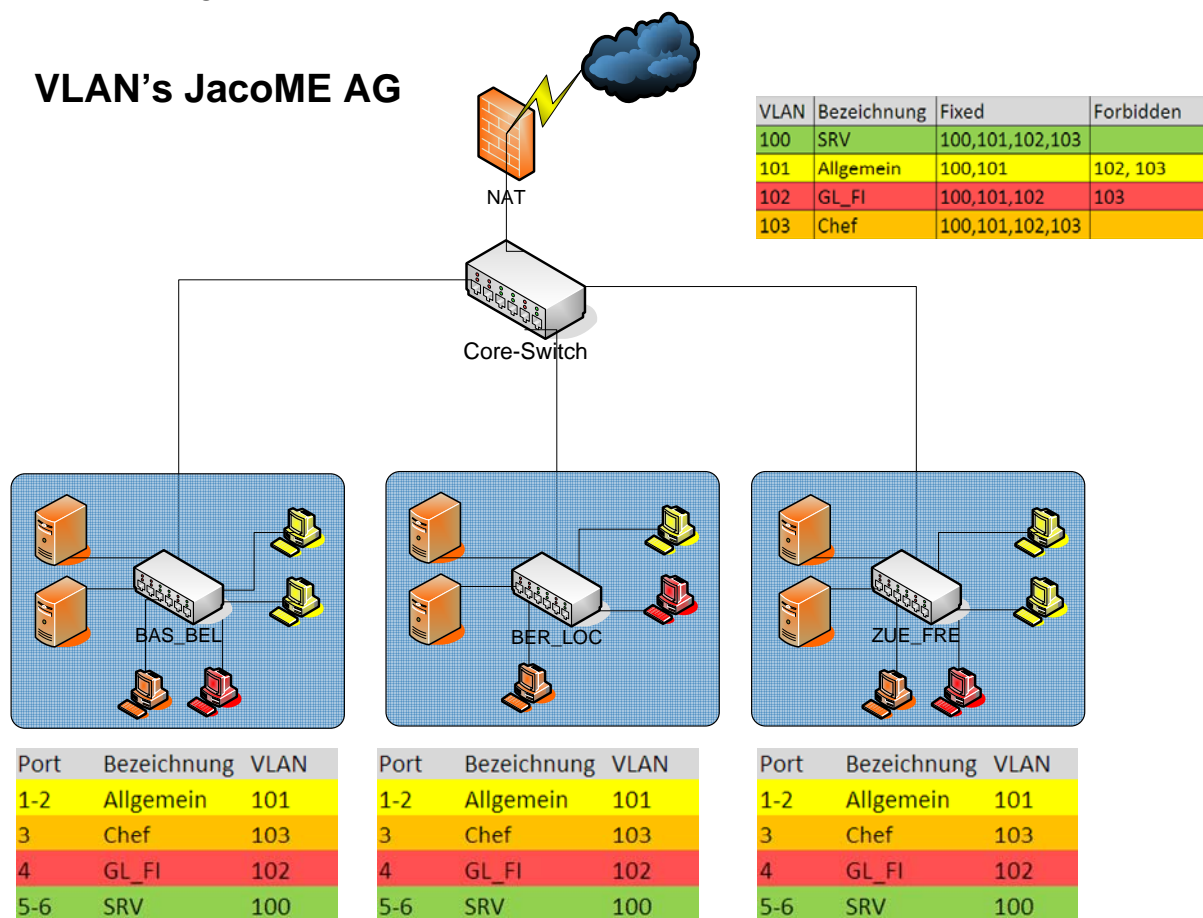 VLAN's JacoME AG
NAT
Core-Switch
VLAN Bezeichnung Fixed Forbidden
100 SRV 100,101,102,103
101 Allgemein 100,101 102, 103
102 GL_FI 100,101,102 103
103 Chef 100,101,102,103
BAS_BEL
BER_LOC
ZUE_FRE
Port Bezeichnung VLAN
1-2 Allgemein 101
3 Chef 103
4 GL_FI 102
5-6 SRV 100
Port Bezeichnung VLAN
1-2 Allgemein 101
3 Chef 103
4 GL_FI 102
5-6 SRV 100
Port Bezeichnung VLAN
1-2 Allgemein 101
3 Chef 103
4 GL_FI 102
5-6 SRV 100